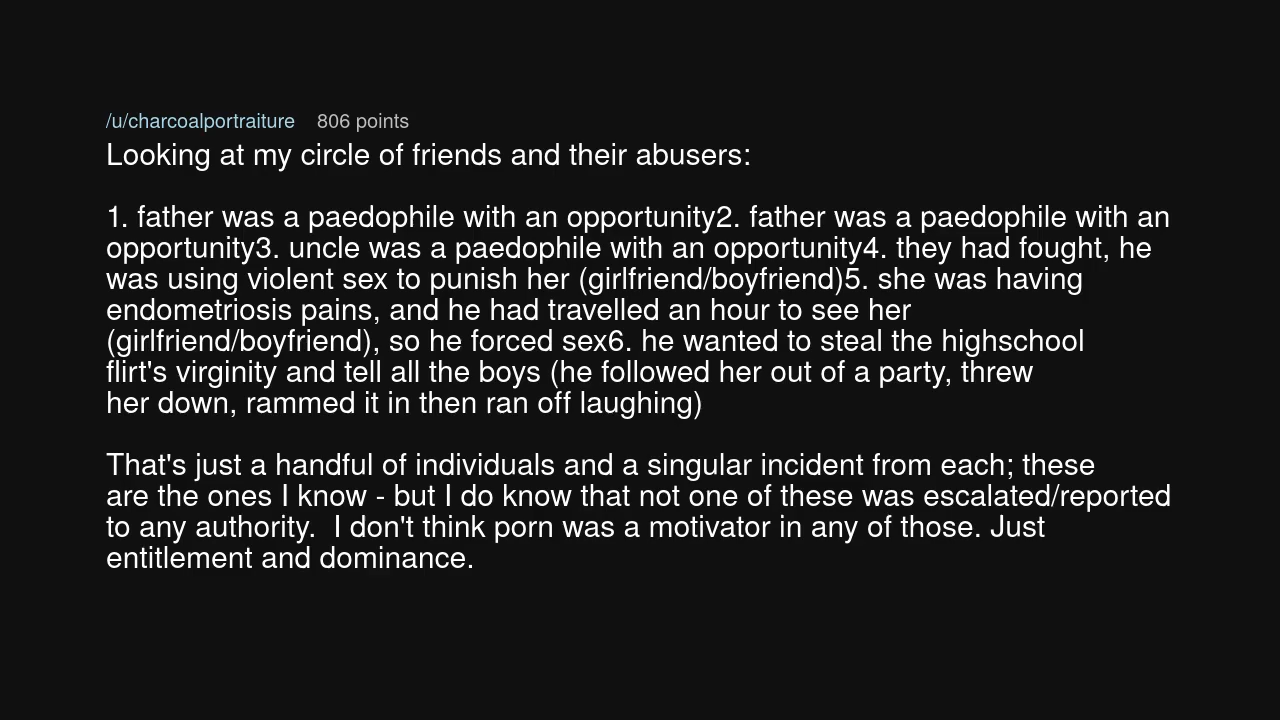 /u/charcoalportraiture 806 points
Looking at my circle of friends and their abusers:
1. father was a paedophile with an opportunity2. father was a paedophile with an
opportunity3. uncle was a paedophile with an opportunity4. they had fought, he
was using violent sex to punish her (girlfriend/boyfriend)5. she was having
endometriosis pains, and he had travelled an hour to see her
(girlfriend/boyfriend), so he forced sex6. he wanted to steal the highschool
flirt's virginity and tell all the boys (he followed her out of a party, threw
her down, rammed it in then ran off laughing)
That's just a handful of individuals and a singular incident from each; these
are the ones I know - but I do know that not one of these was escalated/reported
to any authority.  I don't think porn was a motivator in any of those. Just
entitlement and dominance.